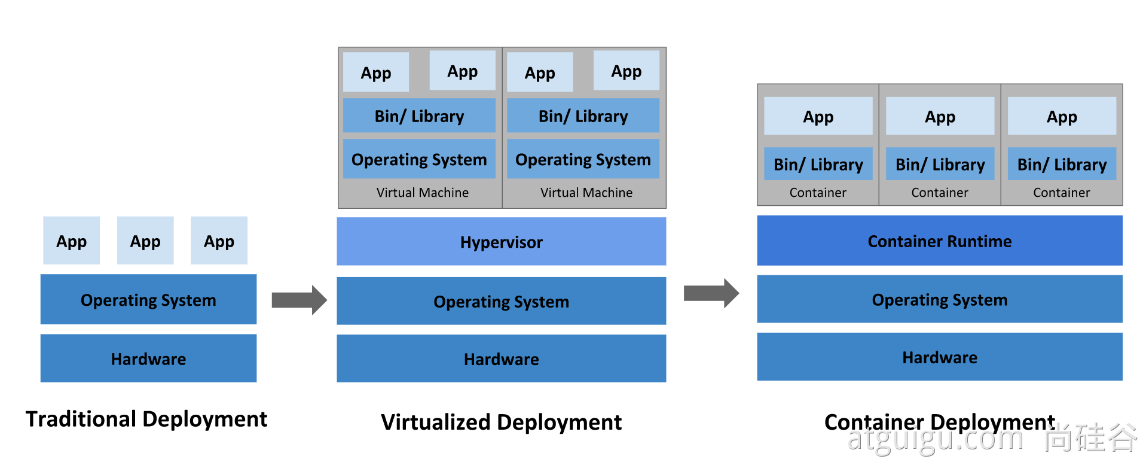 App
App
App
Operating System
Hardware
Traditional Deployment
App
App
Bin/ Library
Operating System
Virtual Machine
App
App
Bin/ Library
Operating System
Virtual Machine
Hypervisor
Operating System
Hardware
Virtualized Deployment
App
Bin/ Library
Container
App
Bin/ Library
Container
App
Bin/ Library
Container
Container Runtime
Operating System
Hardware
Container Deployment
atguigu.com 尚硅谷